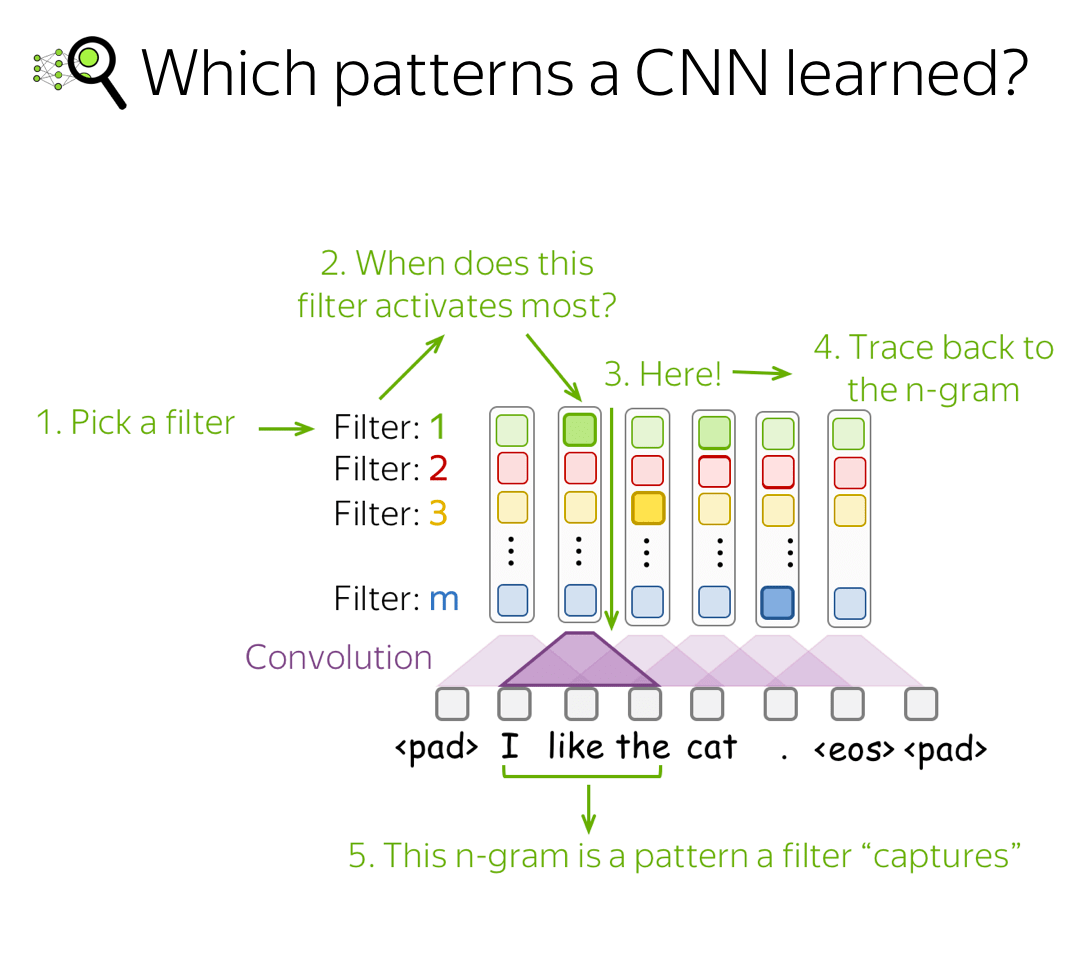 Which patterns a CNN learned?
2. When does this
filter activates most?
3. Here!
4. Trace back to
the n-gram
1. Pick a filter
Filter: 1
Filter: 2
Filter: 3
Filter: m
Convolution
<pad> I like the cat . <eos> <pad>
5. This n-gram is a pattern a filter “captures”